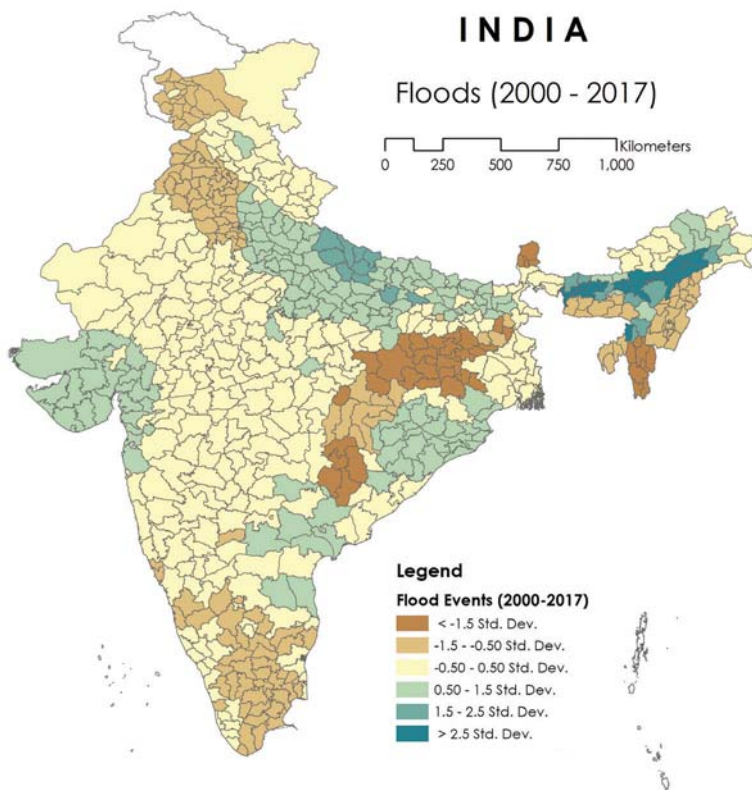 INDIA
Floods (2000 - 2017)
Kilometers
0 250 500 750 1,000
Legend
Flood Events (2000-2017)
< -1.5 Std. Dev.
-1.5 - -0.50 Std. Dev.
-0.50 - 0.50 Std. Dev.
0.50 - 1.5 Std. Dev.
1.5 - 2.5 Std. Dev.
> 2.5 Std. Dev.